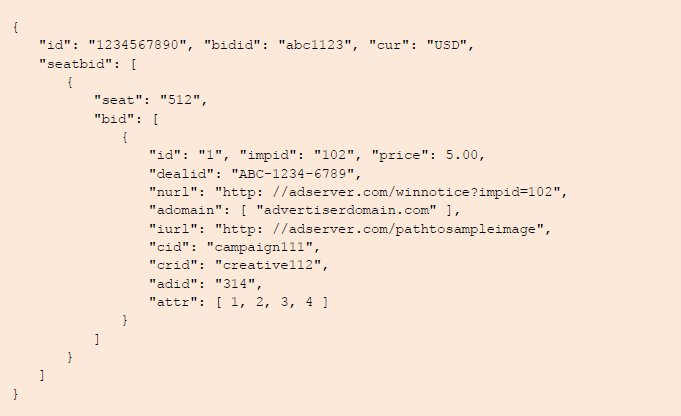 {
"id": "1234567890", "bidid": "abc1123", "cur": "USD",
"seatbid": [
{
"seat": "512",
"bid": [
{
"id": "1", "impid": "102", "price": 5.00,
"dealid": "ABC-1234-6789",
"nurl": "http: //adserver.com/winnotice?impid=102",
"adomain": [ "advertiserdomain.com" ],
"iurl": "http: //adserver.com/pathtosampleimage",
"cid": "campaign111",
"crid": "creative112",
"adid": "314",
"attr": [ 1, 2, 3, 4 ]
}
]
}
]
}